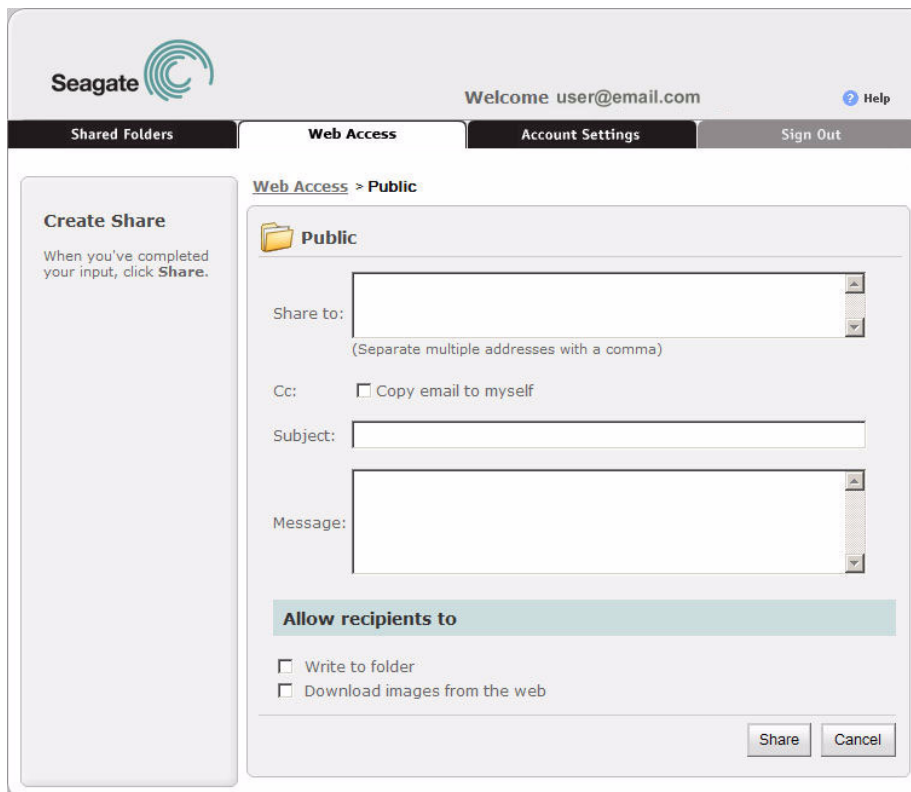 Seagate
Welcome user@email.com
Help
Shared Folders
Web Access
Account Settings
Sign Out
Create Share
When you've completed
your input, click Share.
Web Access > Public
Public
Share to:
(Separate multiple addresses with a comma)
Cc:
Copy email to myself
Subject:
Message:
Allow recipients to
Write to folder
Download images from the web
Share
Cancel